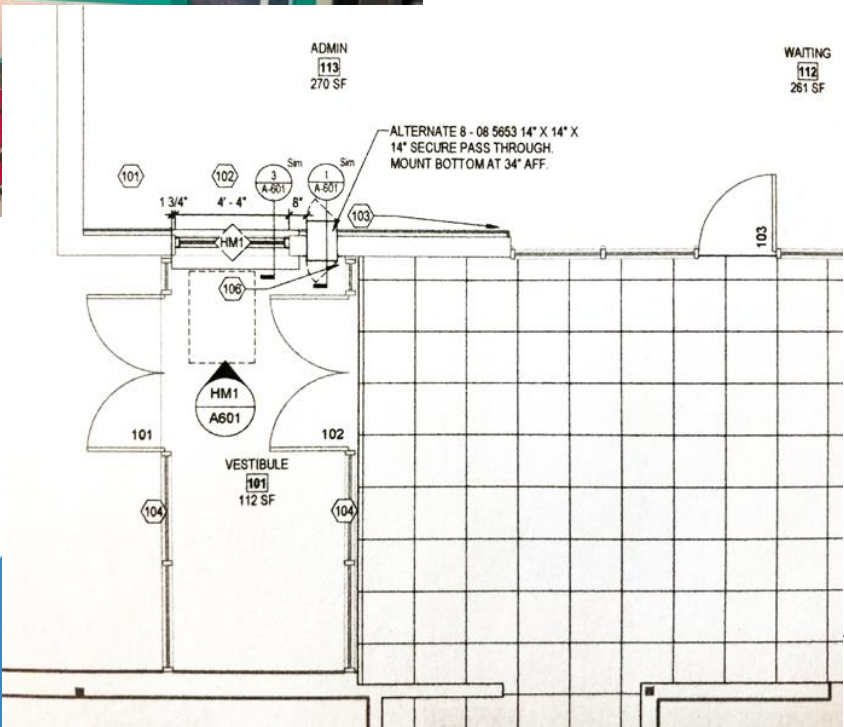 ADMIN
113
270 SF
WAITING
112
261 SF
ALTERNATE 8 - 08 5653 14" X 14" X
14" SECURE PASS THROUGH.
MOUNT BOTTOM AT 34" AFF.
101
102
3
A-601
Sim
1
A-601
Sim
1 3/4"
4' - 4"
8"
103
HM1
103
106
HM1
A601
101
102
VESTIBULE
101
112 SF
104
104